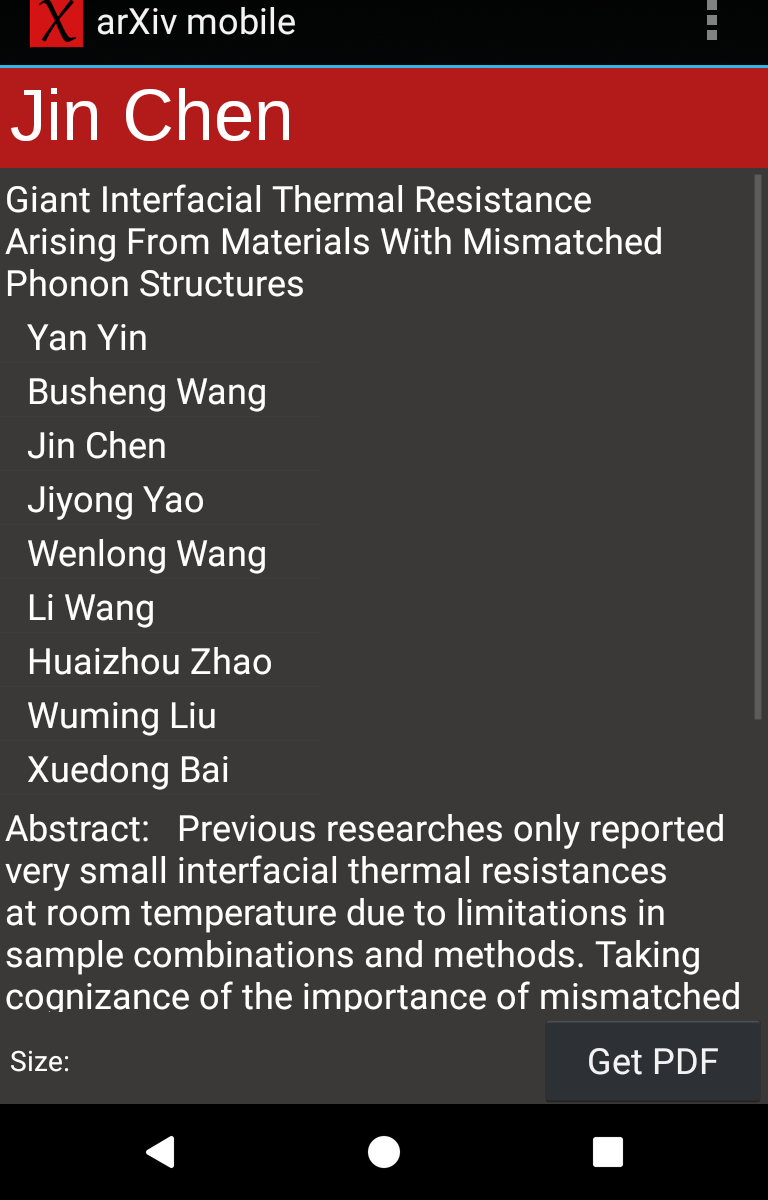 arXiv mobile
Jin Chen
Giant Interfacial Thermal Resistance
Arising From Materials With Mismatched
Phonon Structures
Yan Yin
Busheng Wang
Jin Chen
Jiyong Yao
Wenlong Wang
Li Wang
Huaizhou Zhao
Wuming Liu
Xuedong Bai
Abstract: Previous researches only reported
very small interfacial thermal resistances
at room temperature due to limitations in
sample combinations and methods. Taking
cognizance of the importance of mismatched
Size:
Get PDF